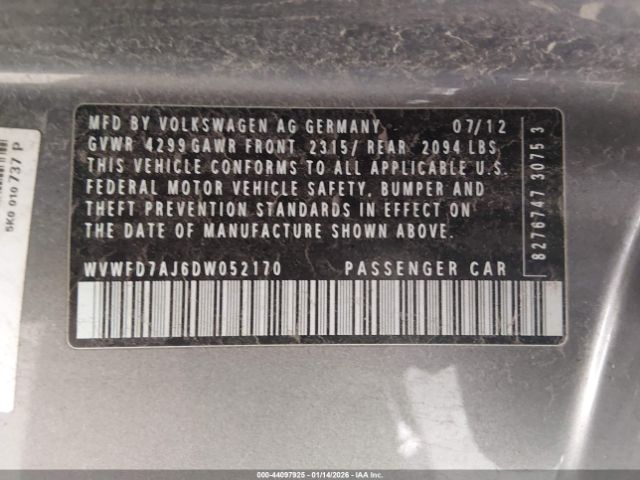 MFD BY VOLKSWAGEN AG GERMANY 07/12
GVWR 4299 GAWR FRONT 2315/ REAR 2094 LBS
THIS VEHICLE CONFORMS TO ALL APPLICABLE U.S.
FEDERAL MOTOR VEHICLE SAFETY, BUMPER AND
THEFT PREVENTION STANDARDS IN EFFECT ON
THE DATE OF MANUFACTURE SHOWN ABOVE.
WVWFD7AJ6DW052170 PASSENGER CAR
8276747 3075 3
5K0 010 737 P
000-44097925 - 01/14/2026 - IAA Inc.